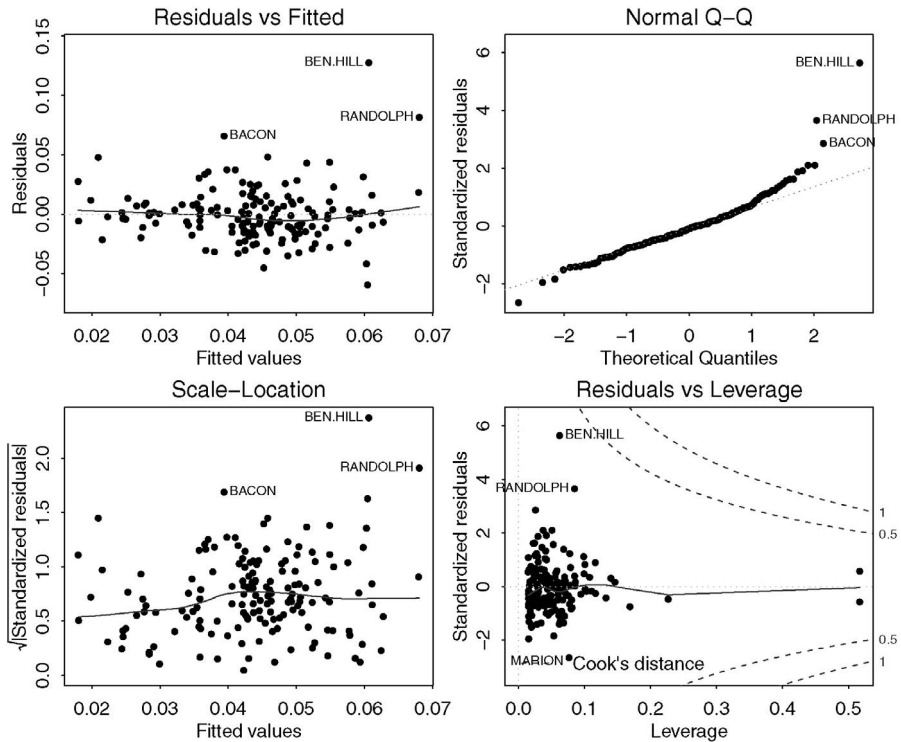 Residuals vs Fitted
Residuals
0.15
0.10
0.05
0.00
−0.05
BEN.HILL
RANDOLPH
BACON
0.02 0.03 0.04 0.05 0.06 0.07
Fitted values
Normal Q−Q
Standardized residuals
6
4
2
0
−2
BEN.HILL
RANDOLPH
BACON
−2 −1 0 1 2
Theoretical Quantiles
Scale−Location
√|Standardized residuals|
2.0
1.5
1.0
0.5
0.0
BEN.HILL
RANDOLPH
BACON
0.02 0.03 0.04 0.05 0.06 0.07
Fitted values
Residuals vs Leverage
Standardized residuals
6
4
2
0
−2
BEN.HILL
RANDOLPH
1
0.5
0.5
1
MARION
Cook's distance
0.0 0.1 0.2 0.3 0.4 0.5
Leverage